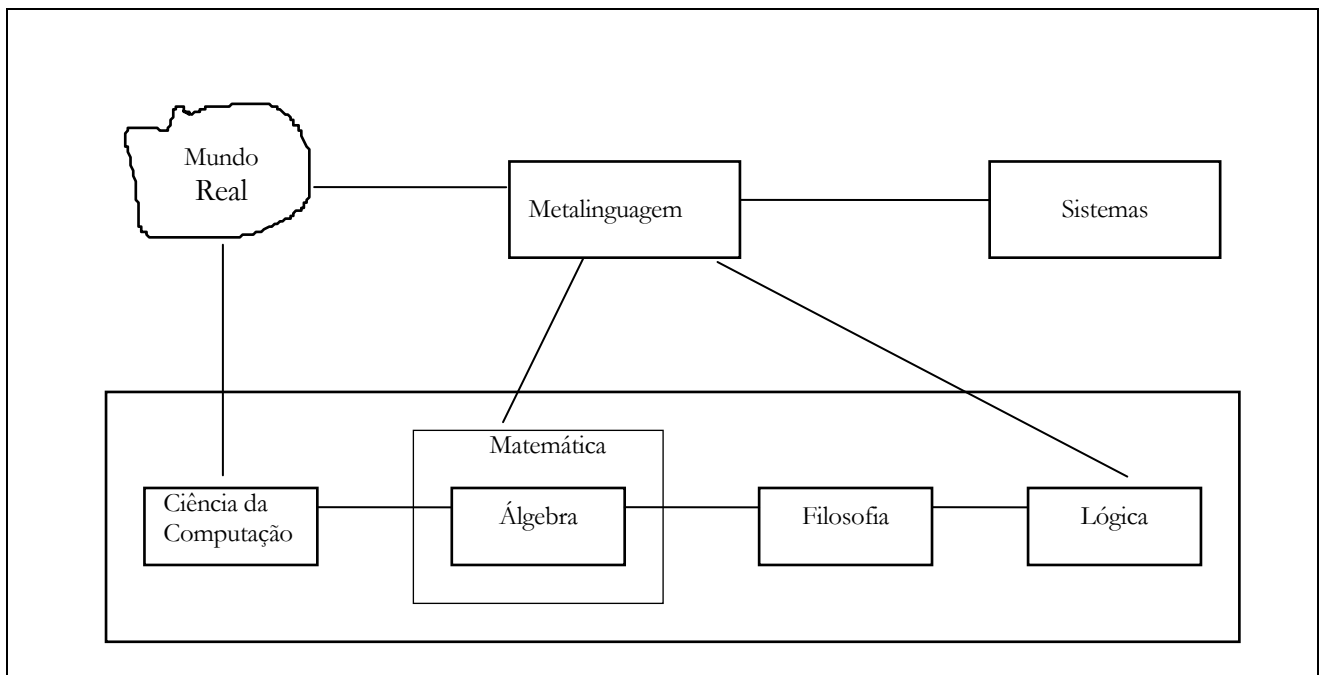 Mundo
Real
Metalinguagem
Sistemas
Matemática
Ciência da
Computação
Álgebra
Filosofia
Lógica